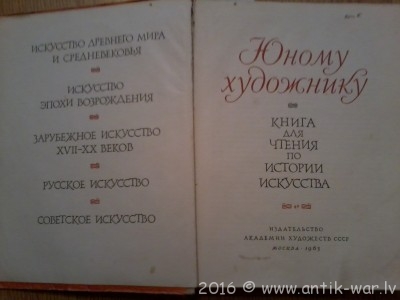 ИСКУССТВО ДРЕВНЕГО МИРА
И СРЕДНЕВЕКОВЬЯ
ИСКУССТВО
ЭПОХИ ВОЗРОЖДЕНИЯ
ЗАРУБЕЖНОЕ ИСКУССТВО
XVII-XX ВЕКОВ
РУССКОЕ ИСКУССТВО
СОВЕТСКОЕ ИСКУССТВО
Юному
художнику
КНИГА
ДЛЯ
ЧТЕНИЯ
ПО
ИСТОРИИ
ИСКУССТВА
ИЗДАТЕЛЬСТВО
АКАДЕМИИ ХУДОЖЕСТВ СССР
МОСКВА · 1963
2016 © www.antik-war.lv